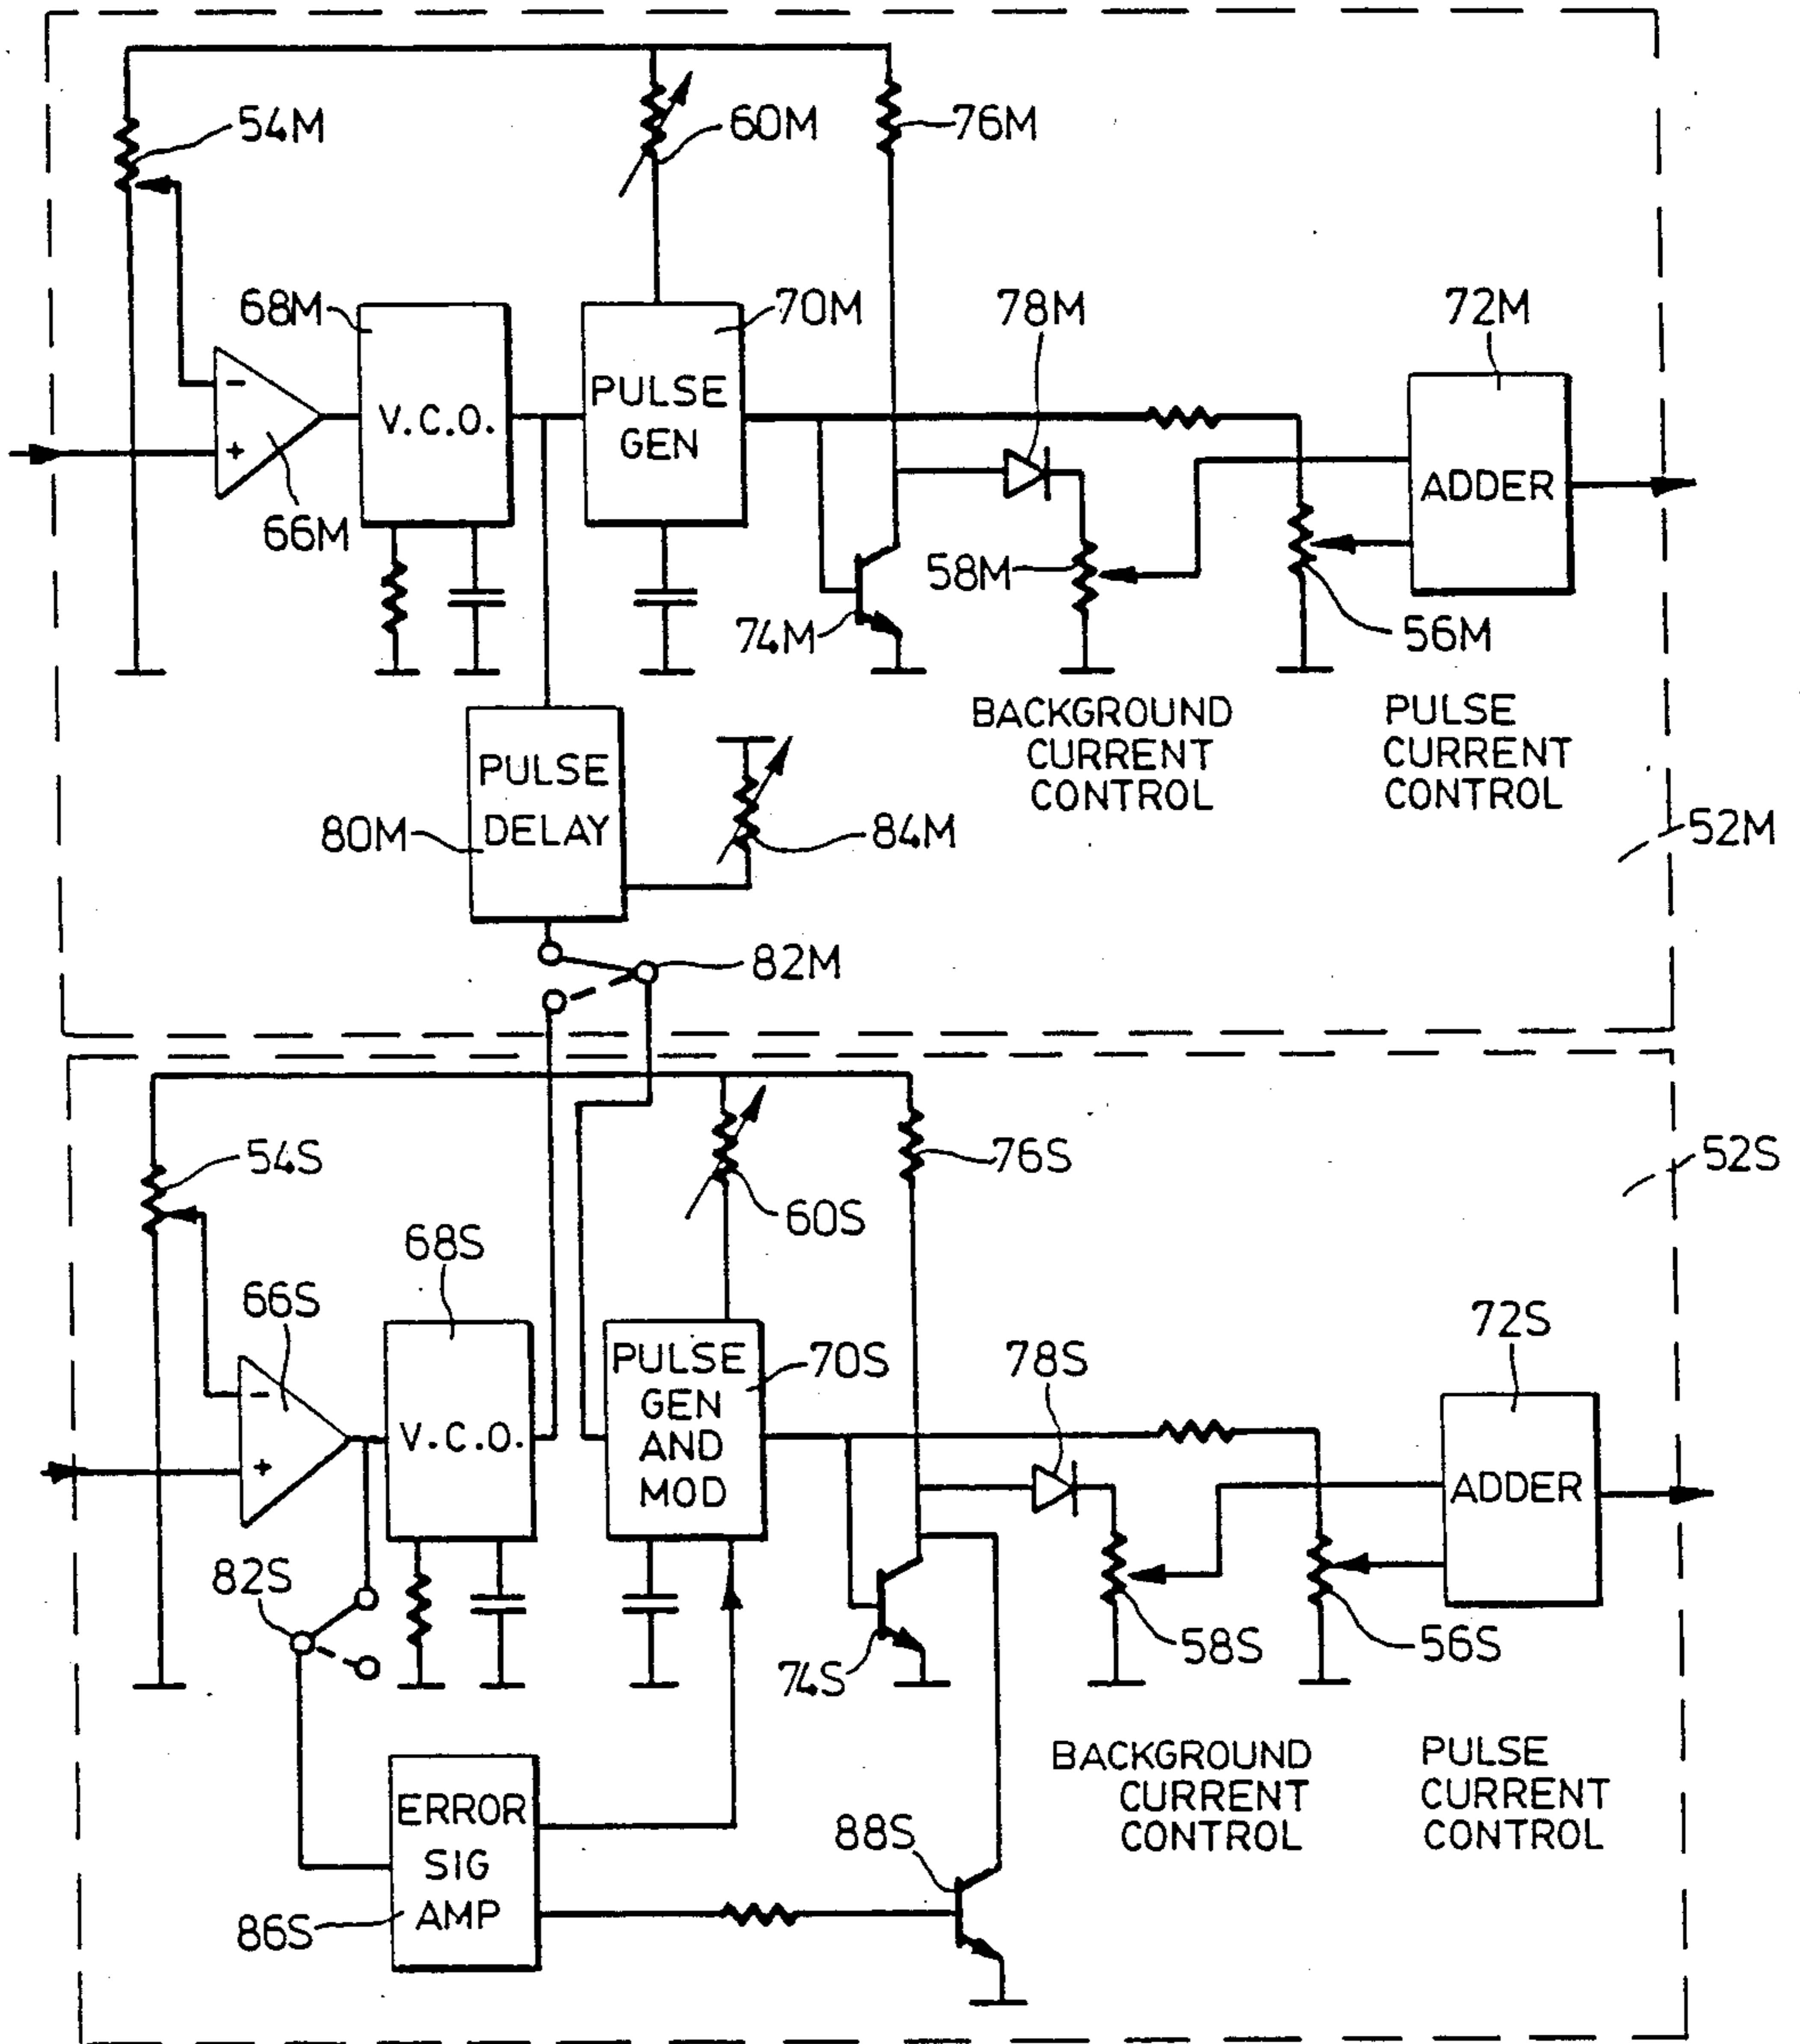 54M
60M
76M
68M
70M
78M
72M
-
+
V.C.O.
PULSE
GEN
ADDER
66M
58M
74M
56M
BACKGROUND
CURRENT
CONTROL
PULSE
CURRENT
CONTROL
PULSE
DELAY
80M
84M
52M
82M
54S
60S
76S
52S
66S
68S
70S
78S
72S
-
+
V.C.O.
PULSE
GEN
AND
MOD
ADDER
82S
74S
58S
56S
BACKGROUND
CURRENT
CONTROL
PULSE
CURRENT
CONTROL
ERROR
SIG
AMP
86S
88S